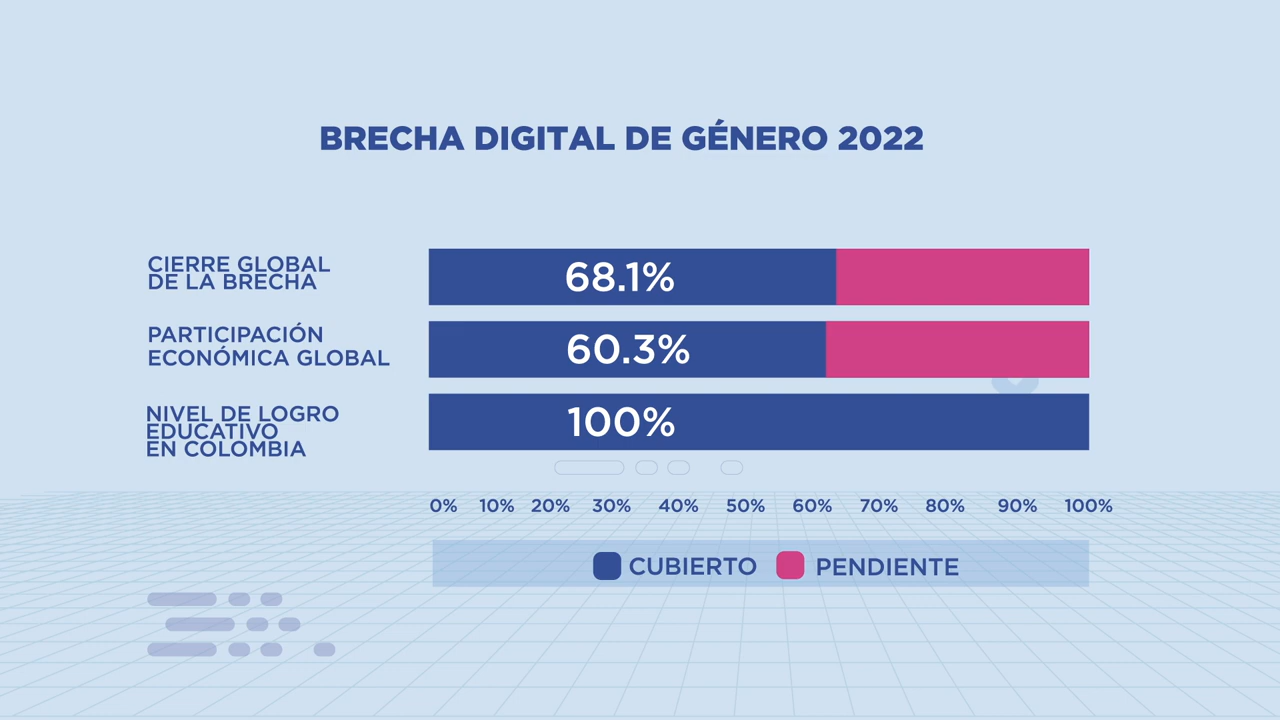 BRECHA DIGITAL DE GÉNERO 2022
CIERRE GLOBAL
DE LA BRECHA
68.1%
PARTICIPACIÓN
ECONÓMICA GLOBAL
60.3%
NIVEL DE LOGRO
EDUCATIVO
EN COLOMBIA
100%
0% 10% 20% 30% 40% 50% 60% 70% 80% 90% 100%
CUBIERTO PENDIENTE